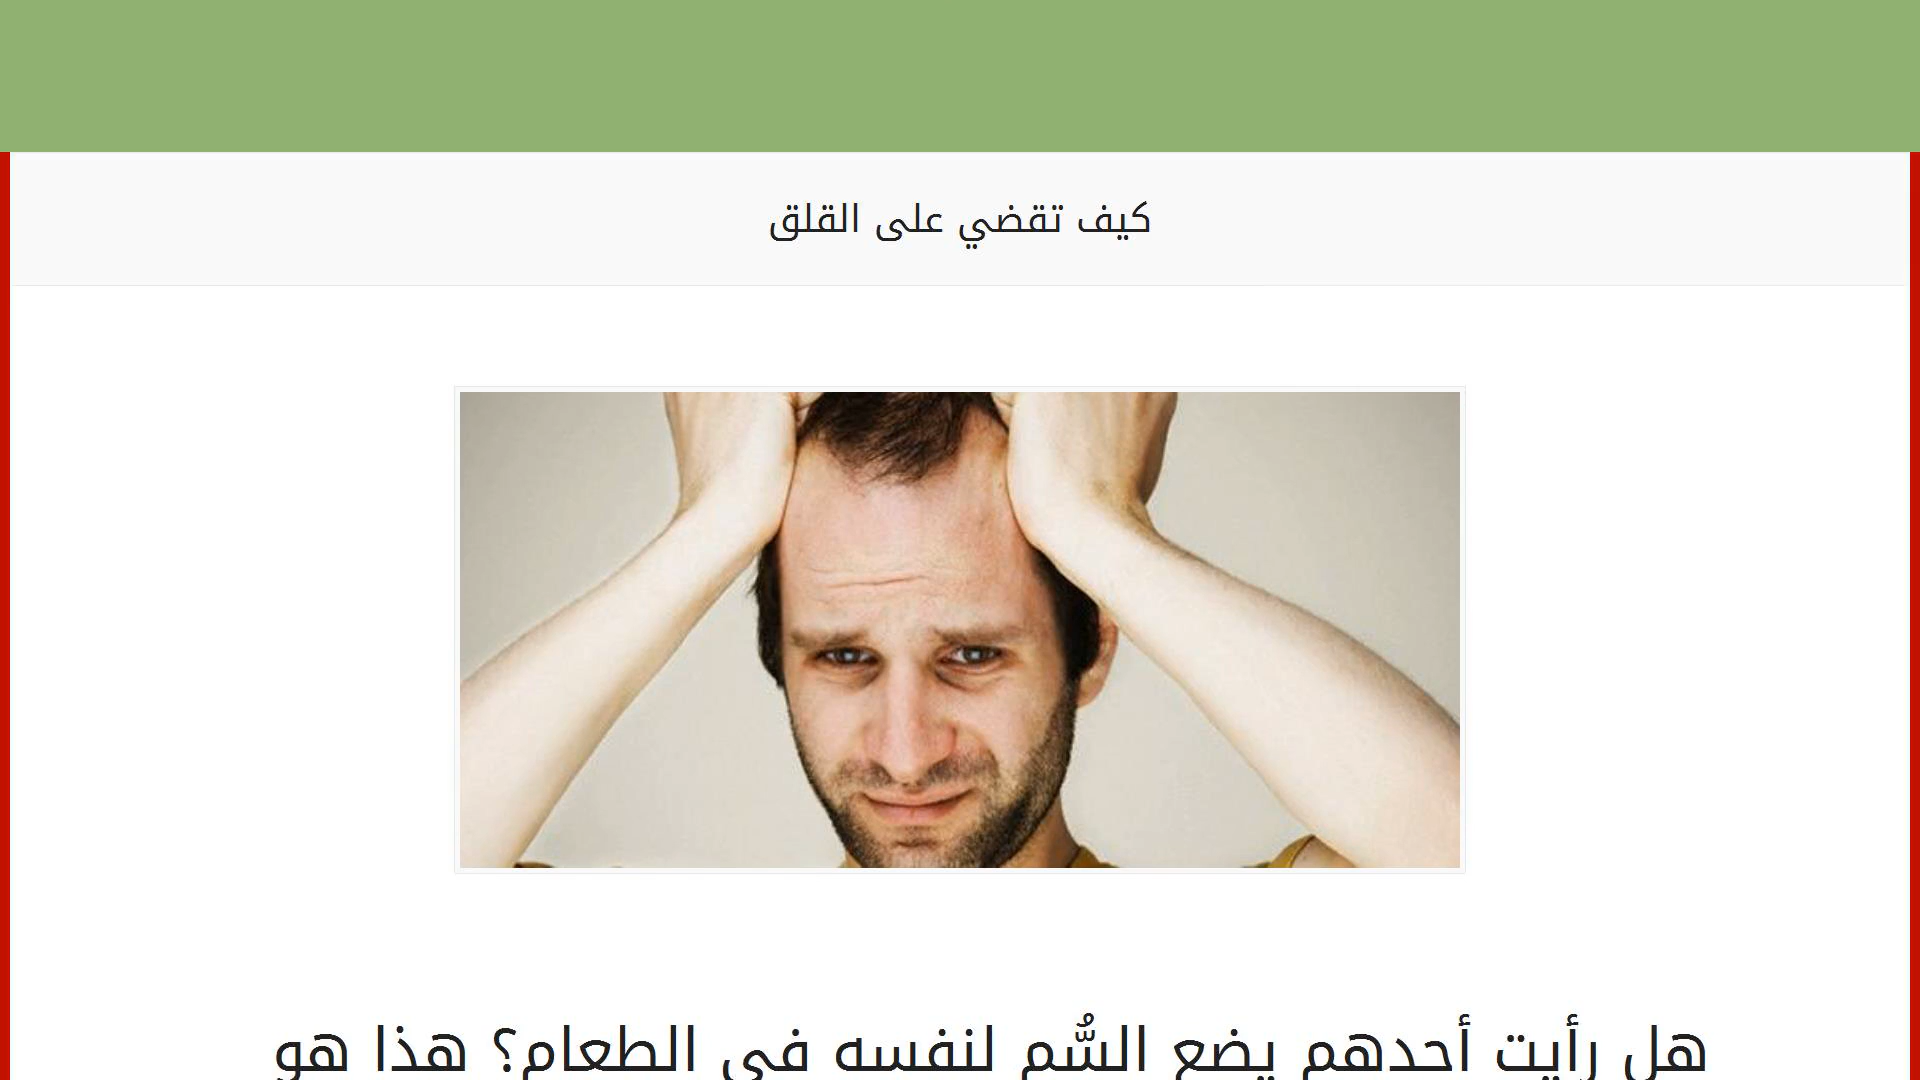 كيف تقضي على القلق
هل رأيت أحدهم يضع السُّم لنفسه في الطعام؟ هذا هو